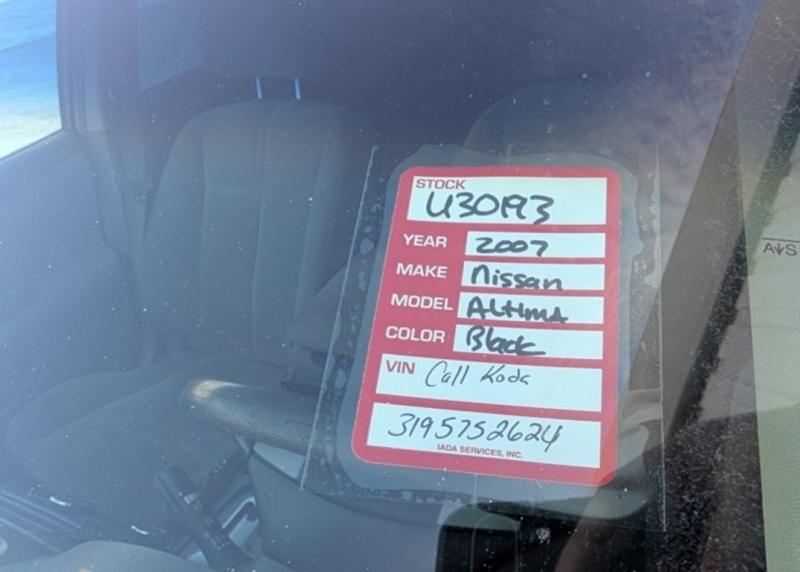 STOCK
U30193
YEAR 2007
MAKE Nissan
MODEL Altima
COLOR Black
VIN Call Koda
3195752624
IADA SERVICES, INC.
A↓S